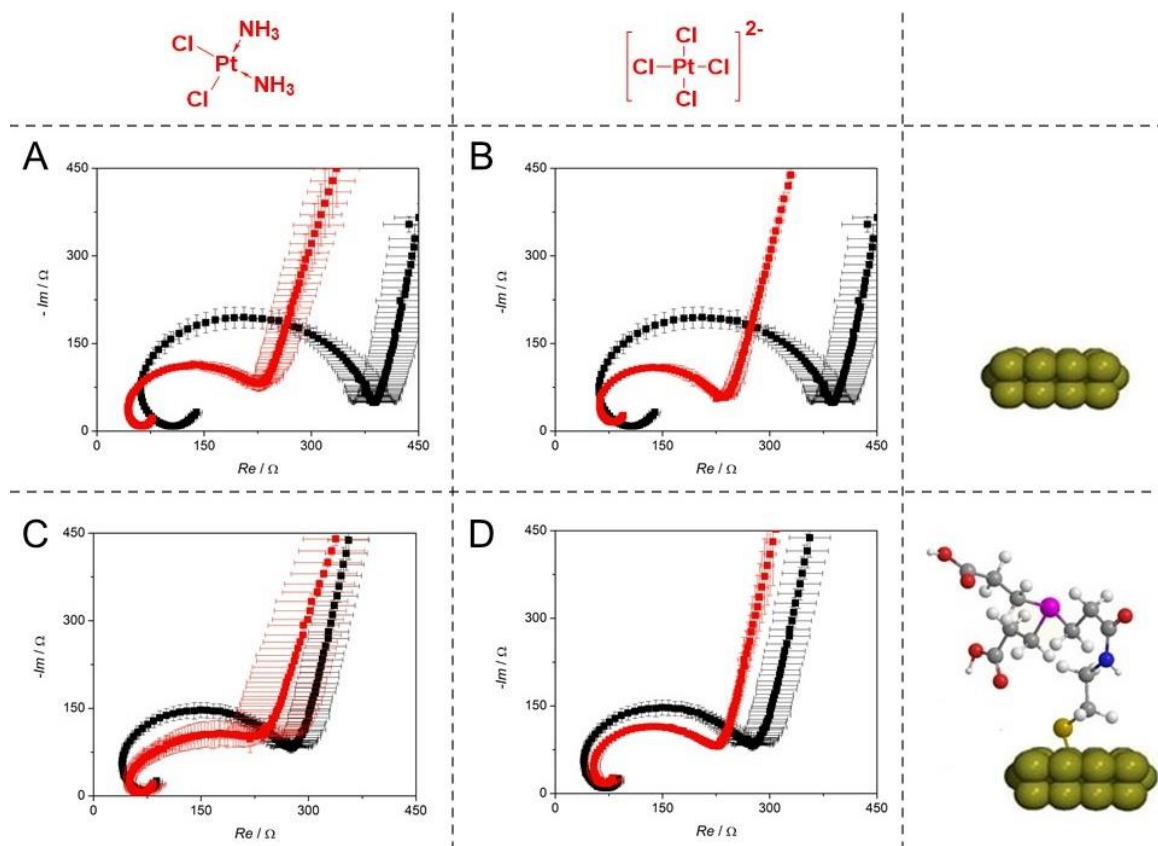 Cl NH₃
Pt
Cl NH₃
[ Cl ]2-
Cl Pt Cl
Cl
A
450
300
150
0
0 150 300 450
- Im / Ω
Re / Ω
B
450
300
150
0
0 150 300 450
-Im / Ω
Re / Ω
C
450
300
150
0
0 150 300 450
-Im / Ω
Re / Ω
D
450
300
150
0
0 150 300 450
-Im / Ω
Re / Ω